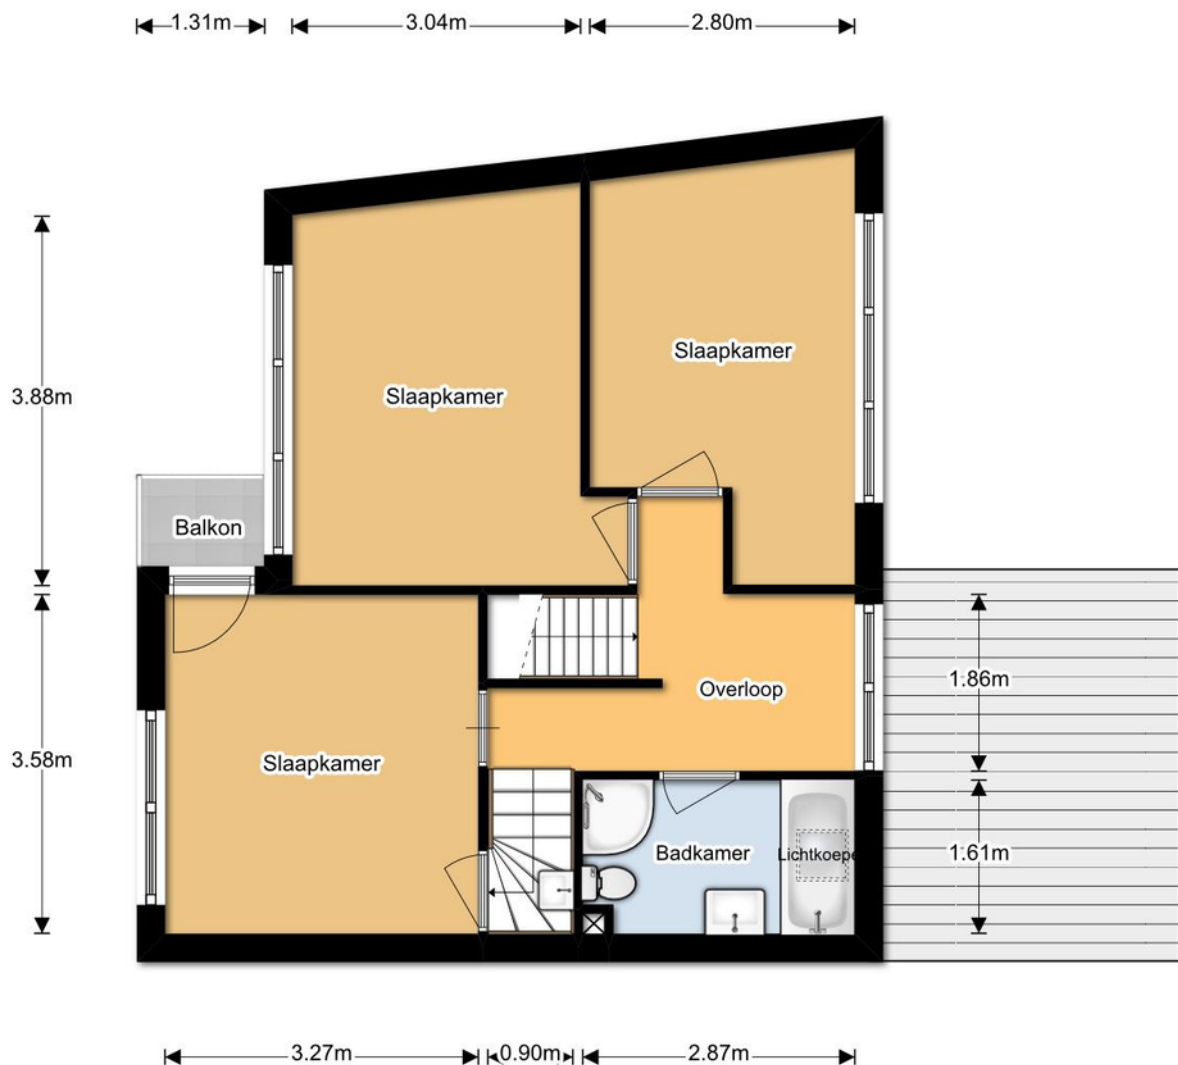 1.31m
3.04m
2.80m
Slaapkamer
Slaapkamer
3.88m
Balkon
1.86m
Overloop
3.58m
Slaapkamer
Badkamer
Lichtkoepe
1.61m
3.27m
0.90m
2.87m